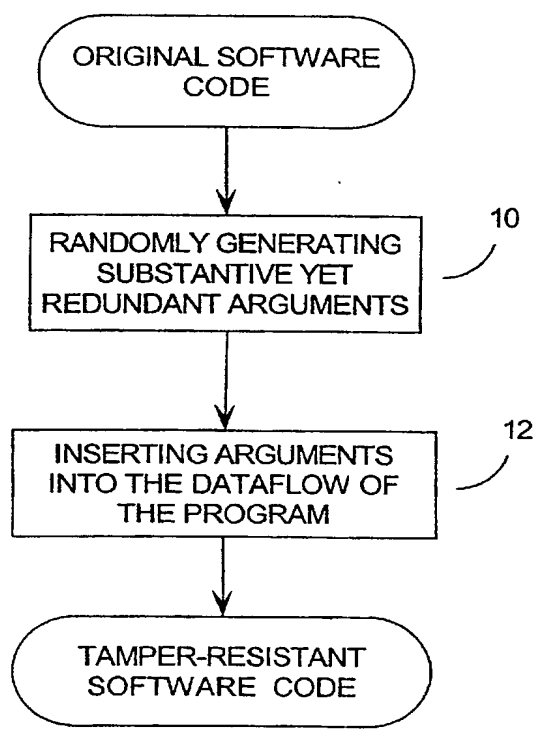 ORIGINAL SOFTWARE
CODE
10
RANDOMLY GENERATING
SUBSTANTIVE YET
REDUNDANT ARGUMENTS
12
INSERTING ARGUMENTS
INTO THE DATAFLOW OF
THE PROGRAM
TAMPER-RESISTANT
SOFTWARE CODE